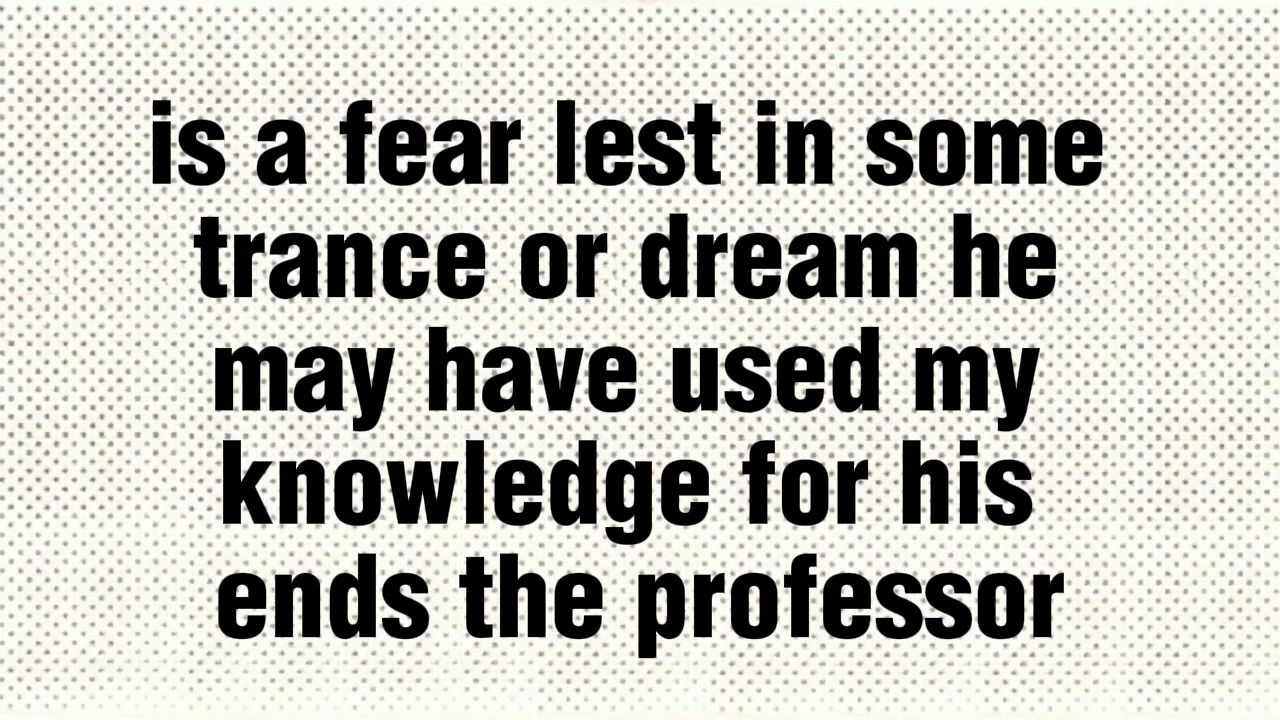 is a fear lest in some
trance or dream he
may have used my
knowledge for his
ends the professor